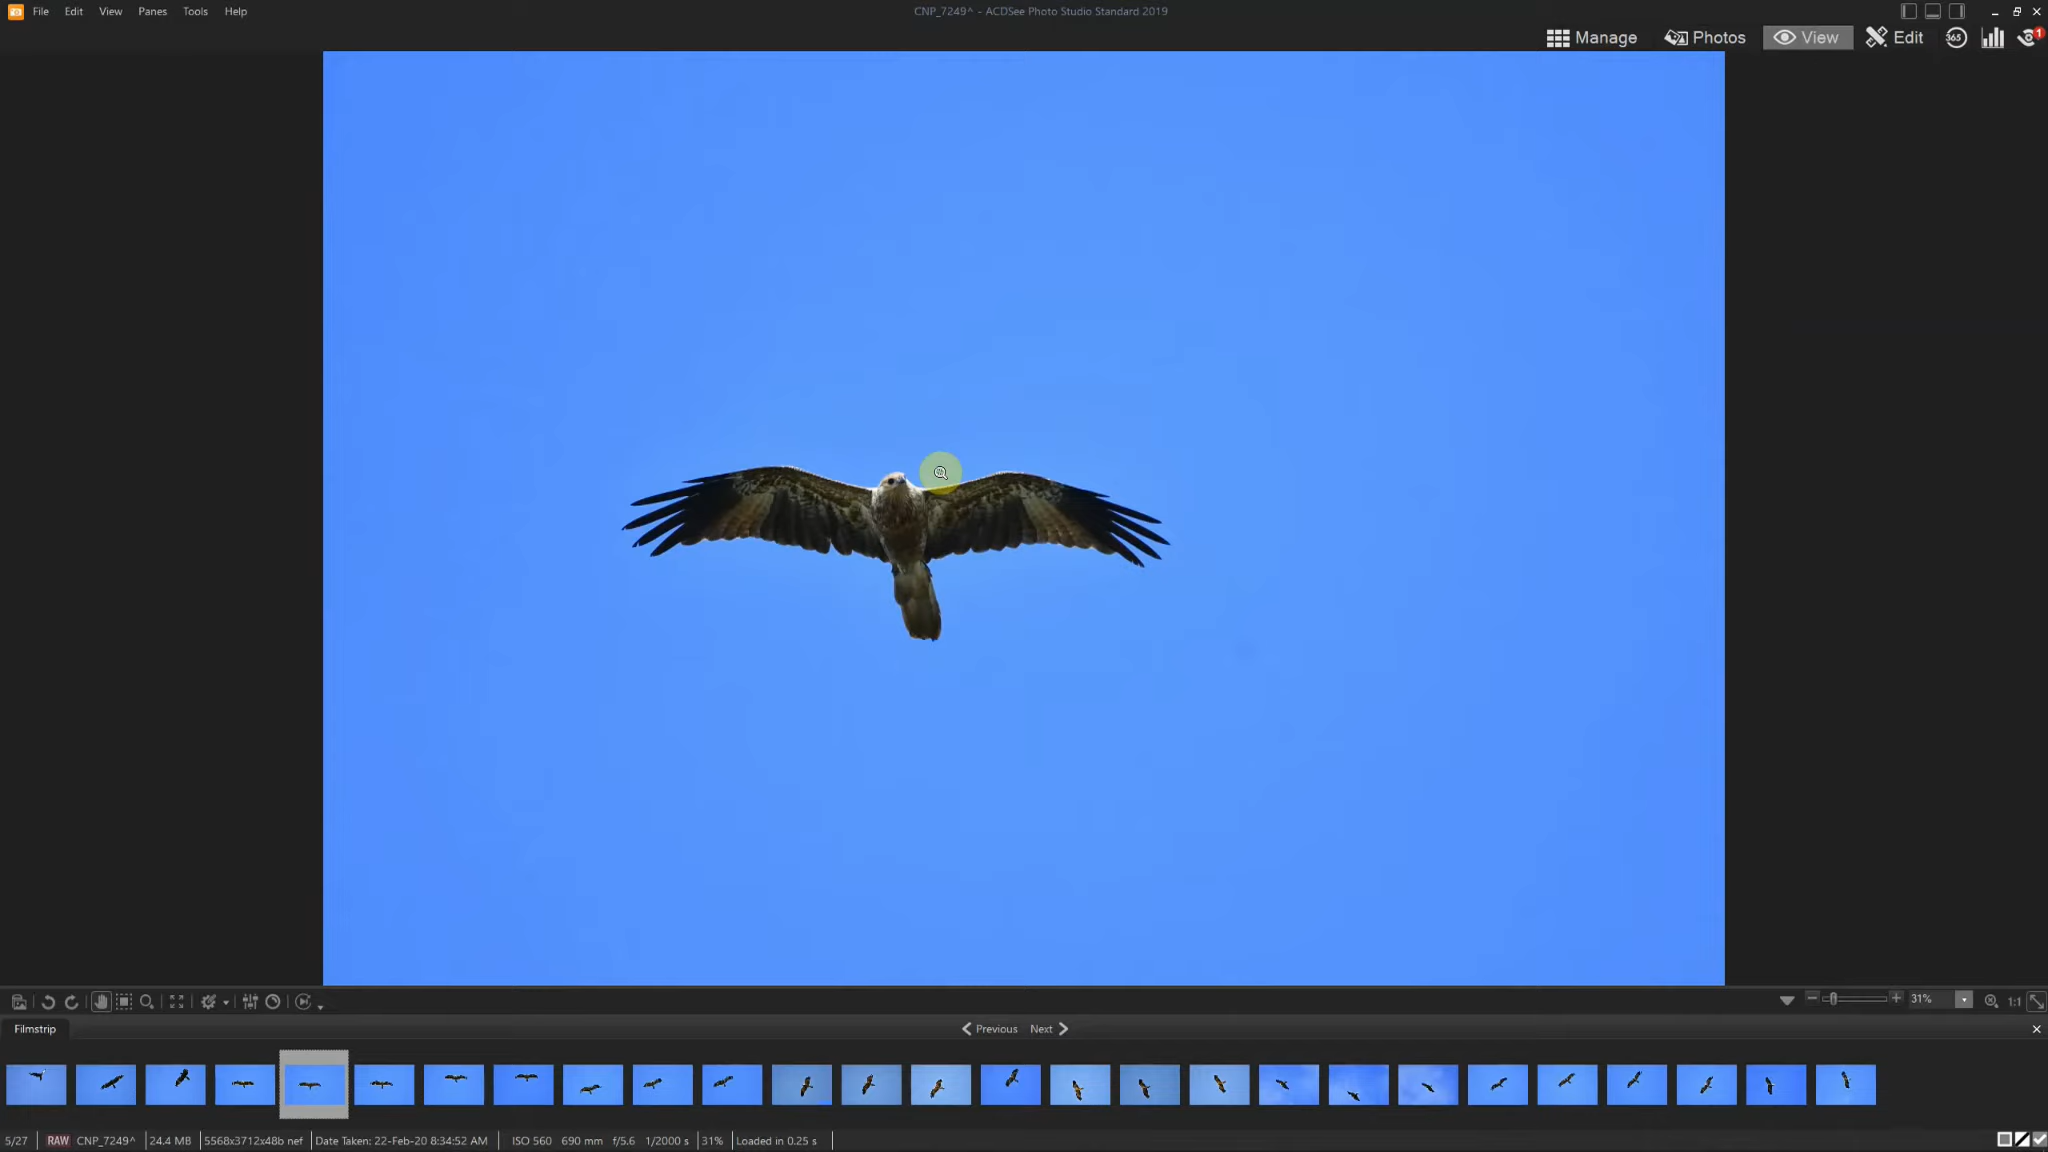 File Edit View Panes Tools Help
CNP_7249^ - ACDSee Photo Studio Standard 2019
Manage Photos View Edit 365 1
31% 1:1
Filmstrip
Previous Next
5/27 RAW CNP_7249^ 24.4 MB 5568x3712x48b nef Date Taken: 22-Feb-20 8:34:52 AM ISO 560 690 mm f/5.6 1/2000 s 31% Loaded in 0.25 s